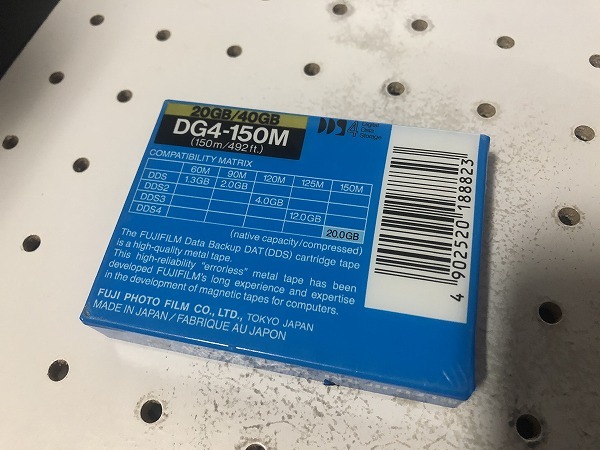 20GB/40GB
DG4-150M
(150m/492ft.)
DDS 4 Digital Data Storage
COMPATIBILITY MATRIX
60M 90M 120M 125M 150M
DDS 1.3GB 2.0GB
DDS2 4.0GB
DDS3 12.0GB
DDS4 20.0GB
(native capacity/compressed)
The FUJIFILM Data Backup DAT (DDS) cartridge tape
is a high-quality metal tape.
This high-reliability "errorless" metal tape has been
developed FUJIFILM's long experience and expertise
in the development of magnetic tapes for computers.
FUJI PHOTO FILM CO., LTD., TOKYO JAPAN
MADE IN JAPAN / FABRIQUE AU JAPON
4 902520 188823